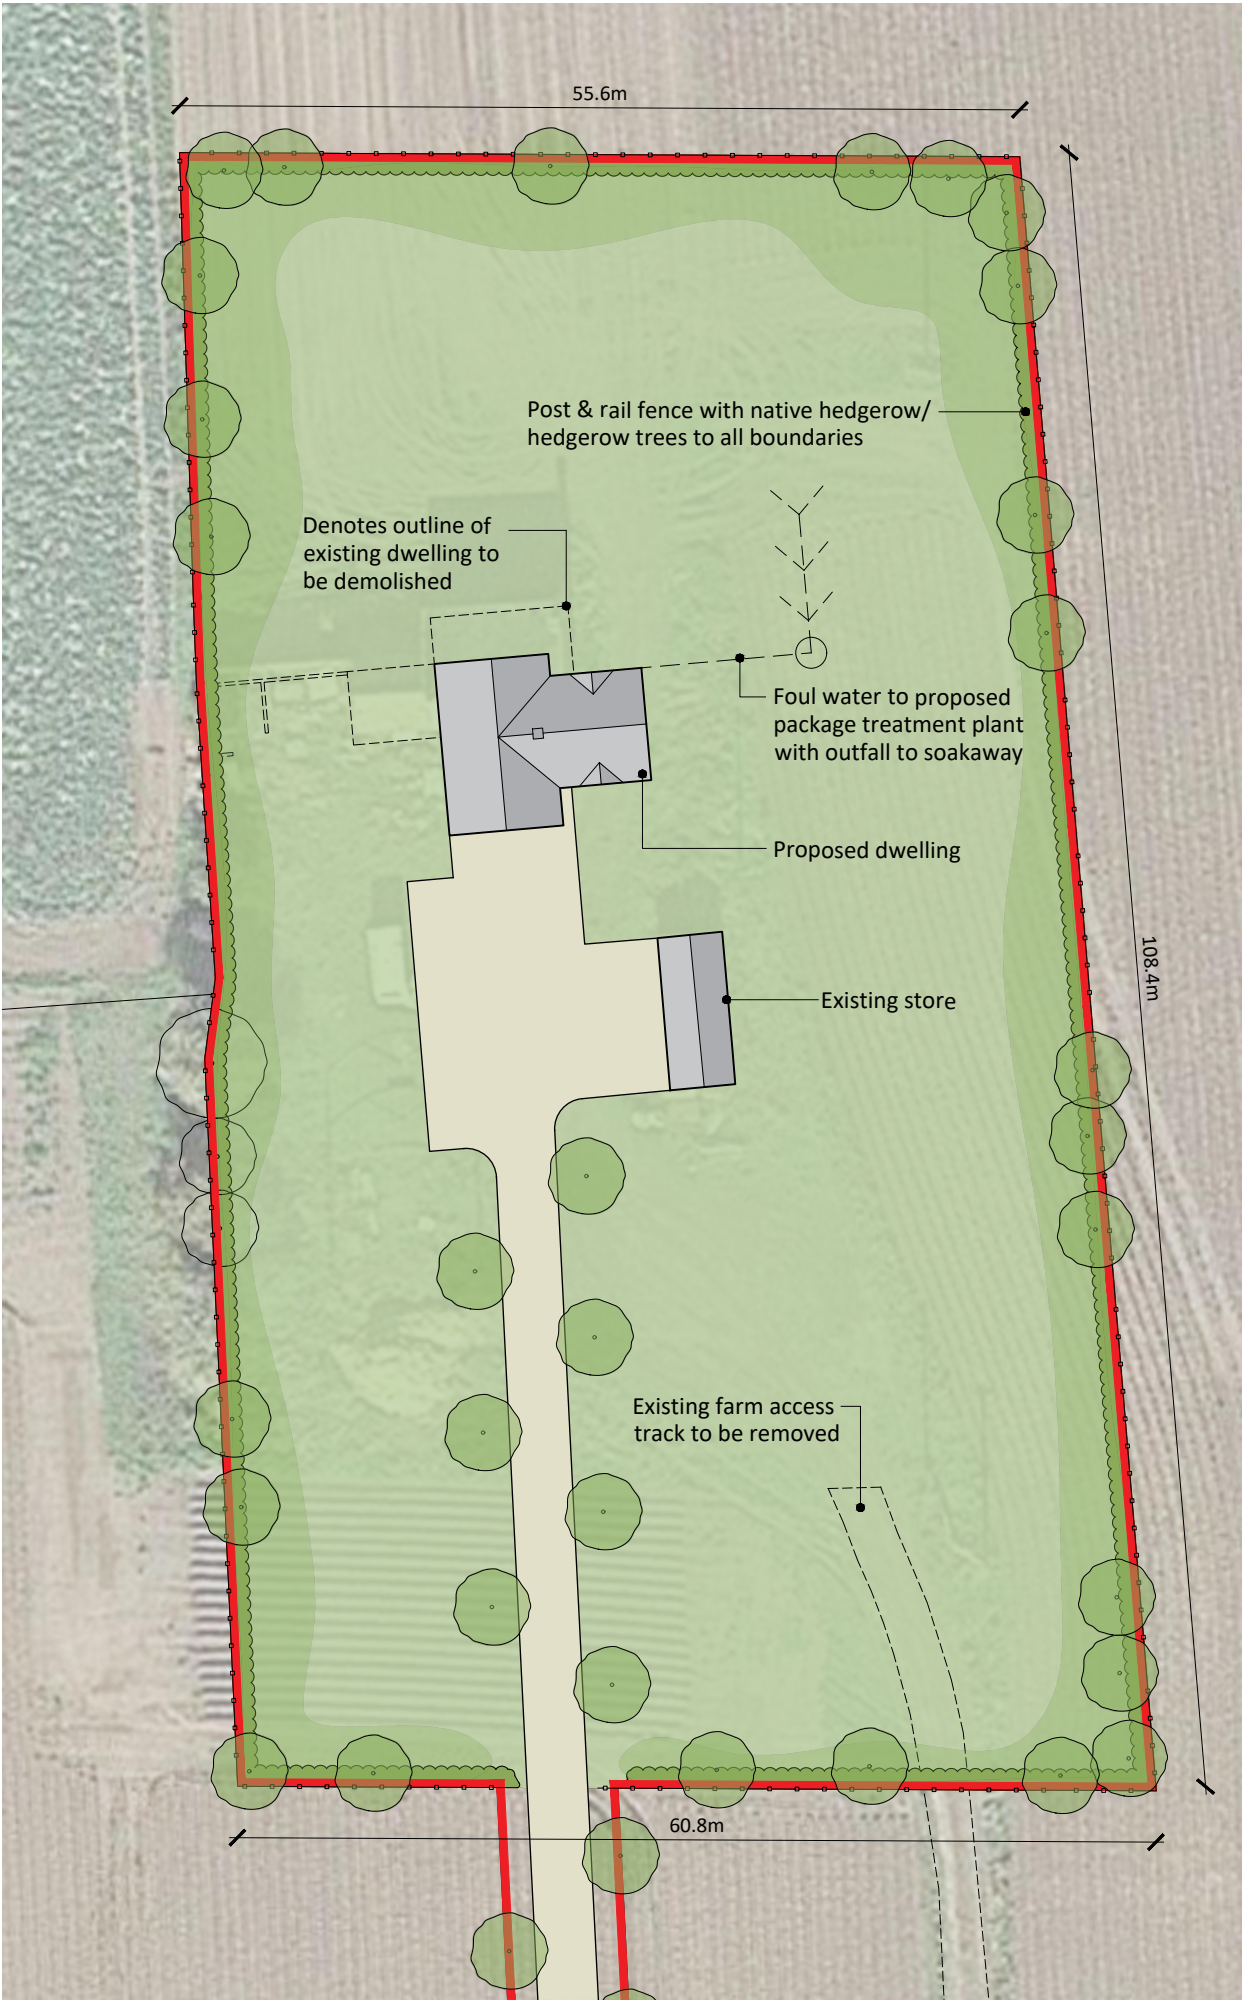 55.6m
Post & rail fence with native hedgerow/
hedgerow trees to all boundaries
Denotes outline of
existing dwelling to
be demolished
Foul water to proposed
package treatment plant
with outfall to soakaway
Proposed dwelling
108.4m
Existing store
Existing farm access
track to be removed
60.8m